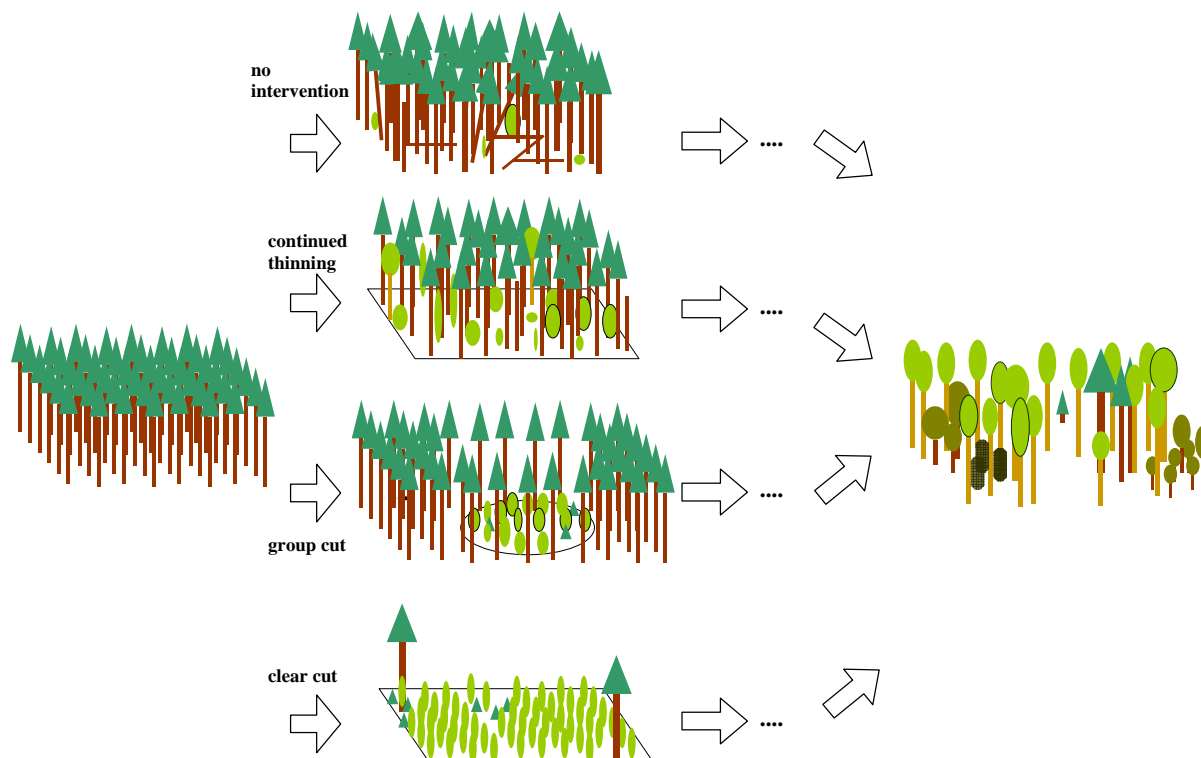 no
intervention
....
continued
thinning
....
....
group cut
clear cut
....